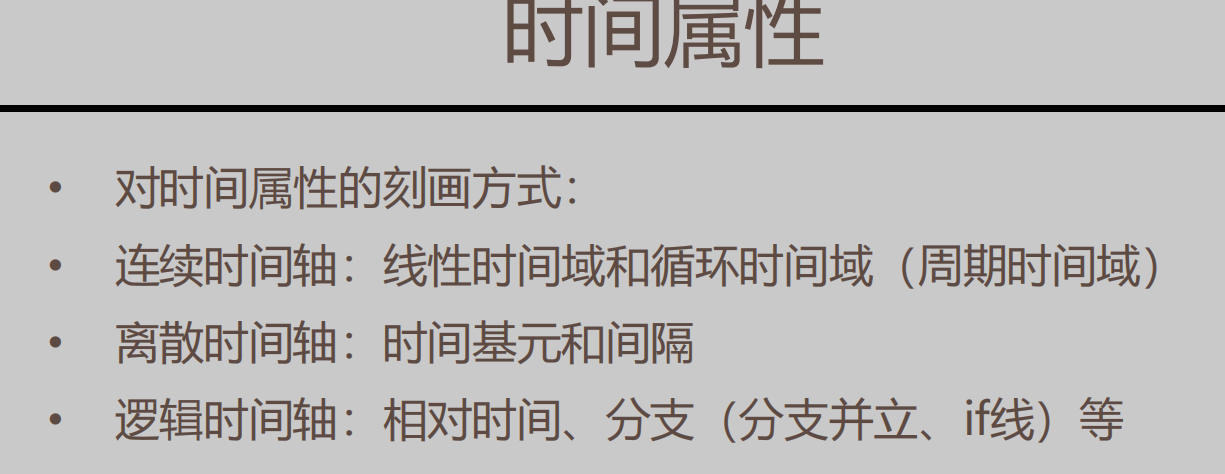 时间属性
• 对时间属性的刻画方式：
• 连续时间轴：线性时间域和循环时间域（周期时间域）
• 离散时间轴：时间基元和间隔
• 逻辑时间轴：相对时间、分支（分支并立、if线）等